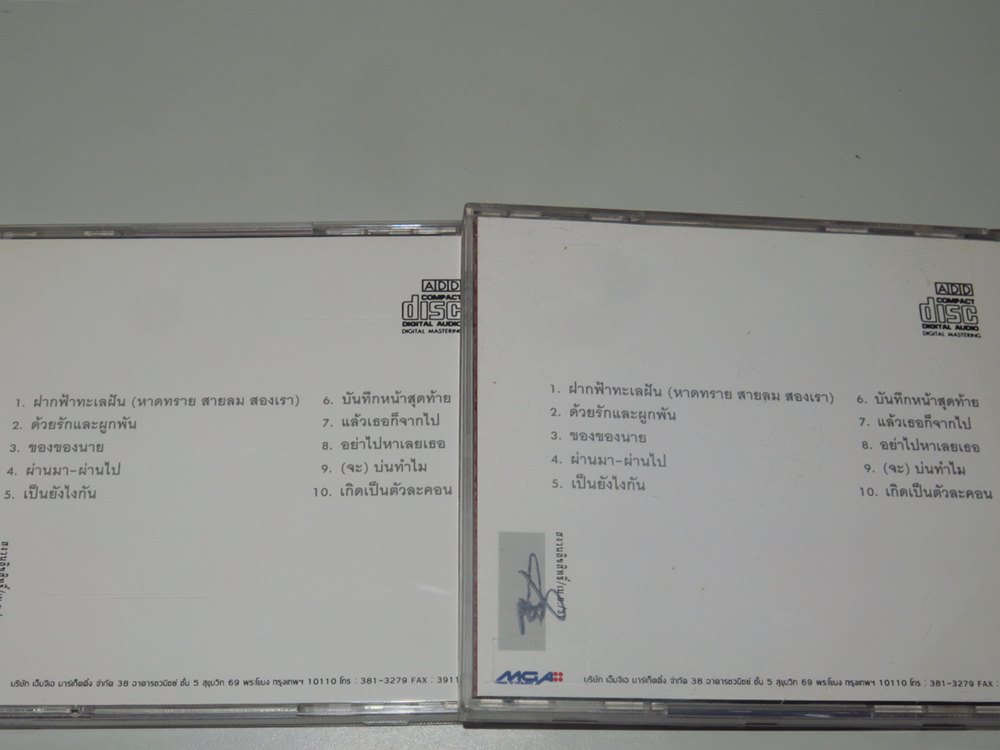 ADD
COMPACT
disc
DIGITAL AUDIO
DIGITAL MASTERING
1. ฝากฟ้าทะเลฝัน (หาดทราย สายลม สองเรา)
2. ด้วยรักและผูกพัน
3. ของของนาย
4. ผ่านมา-ผ่านไป
5. เป็นยังไงกัน
6. บันทึกหน้าสุดท้าย
7. แล้วเธอก็จากไป
8. อย่าไปหาเลยเธอ
9. (จะ) บ่นทำไม
10. เกิดเป็นตัวละคอน
บริษัท เอ็มจีเอ มาร์เก็ตติ้ง จำกัด 38 อาคารชวนิชย์ ชั้น 5 สุขุมวิท 69 พระโขนง กรุงเทพฯ 10110 โทร : 381-3279 FAX : 3911
ADD
COMPACT
disc
DIGITAL AUDIO
DIGITAL MASTERING
1. ฝากฟ้าทะเลฝัน (หาดทราย สายลม สองเรา)
2. ด้วยรักและผูกพัน
3. ของของนาย
4. ผ่านมา-ผ่านไป
5. เป็นยังไงกัน
6. บันทึกหน้าสุดท้าย
7. แล้วเธอก็จากไป
8. อย่าไปหาเลยเธอ
9. (จะ) บ่นทำไม
10. เกิดเป็นตัวละคอน
MGA
บริษัท เอ็มจีเอ มาร์เก็ตติ้ง จำกัด 38 อาคารชวนิชย์ ชั้น 5 สุขุมวิท 69 พระโขนง กรุงเทพฯ 10110 โทร : 381-3279 FAX :